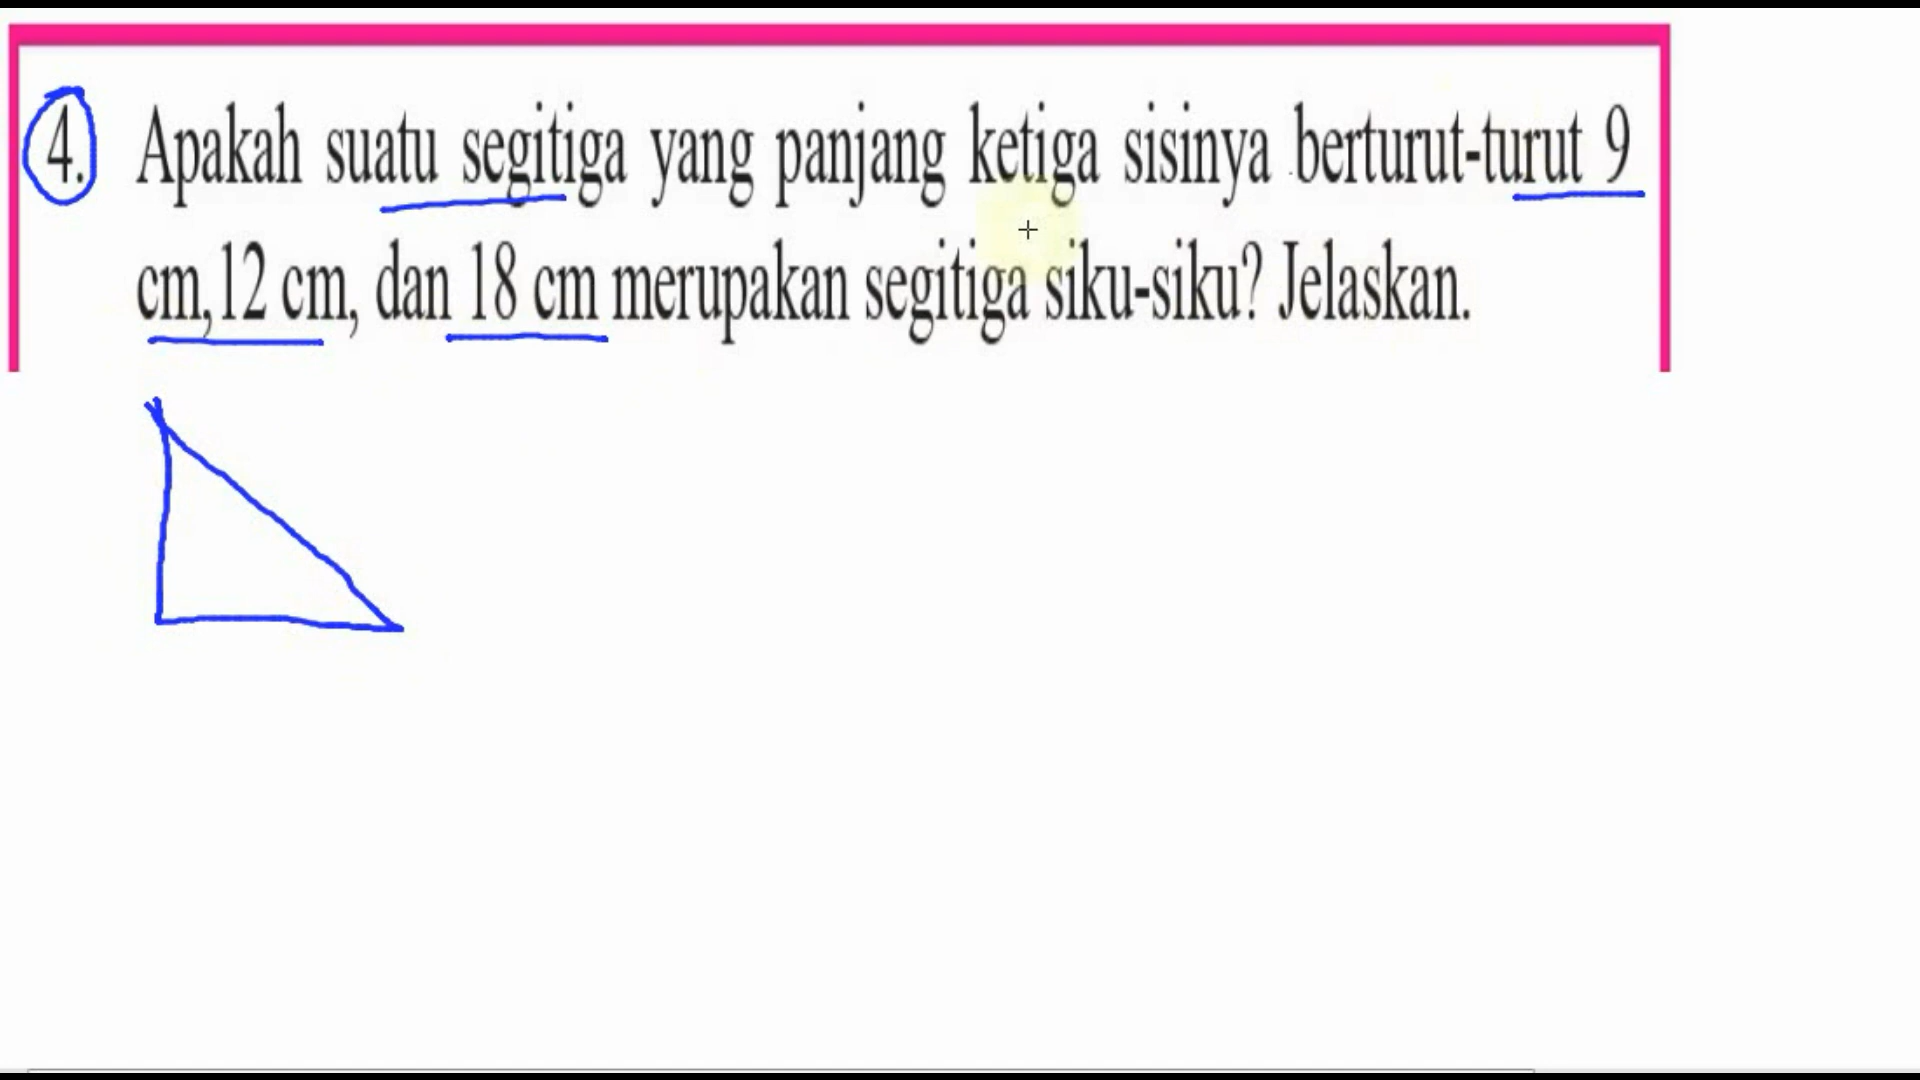 4. Apakah suatu segitiga yang panjang ketiga sisinya berturut-turut 9
cm,12 cm, dan 18 cm merupakan segitiga siku-siku? Jelaskan.